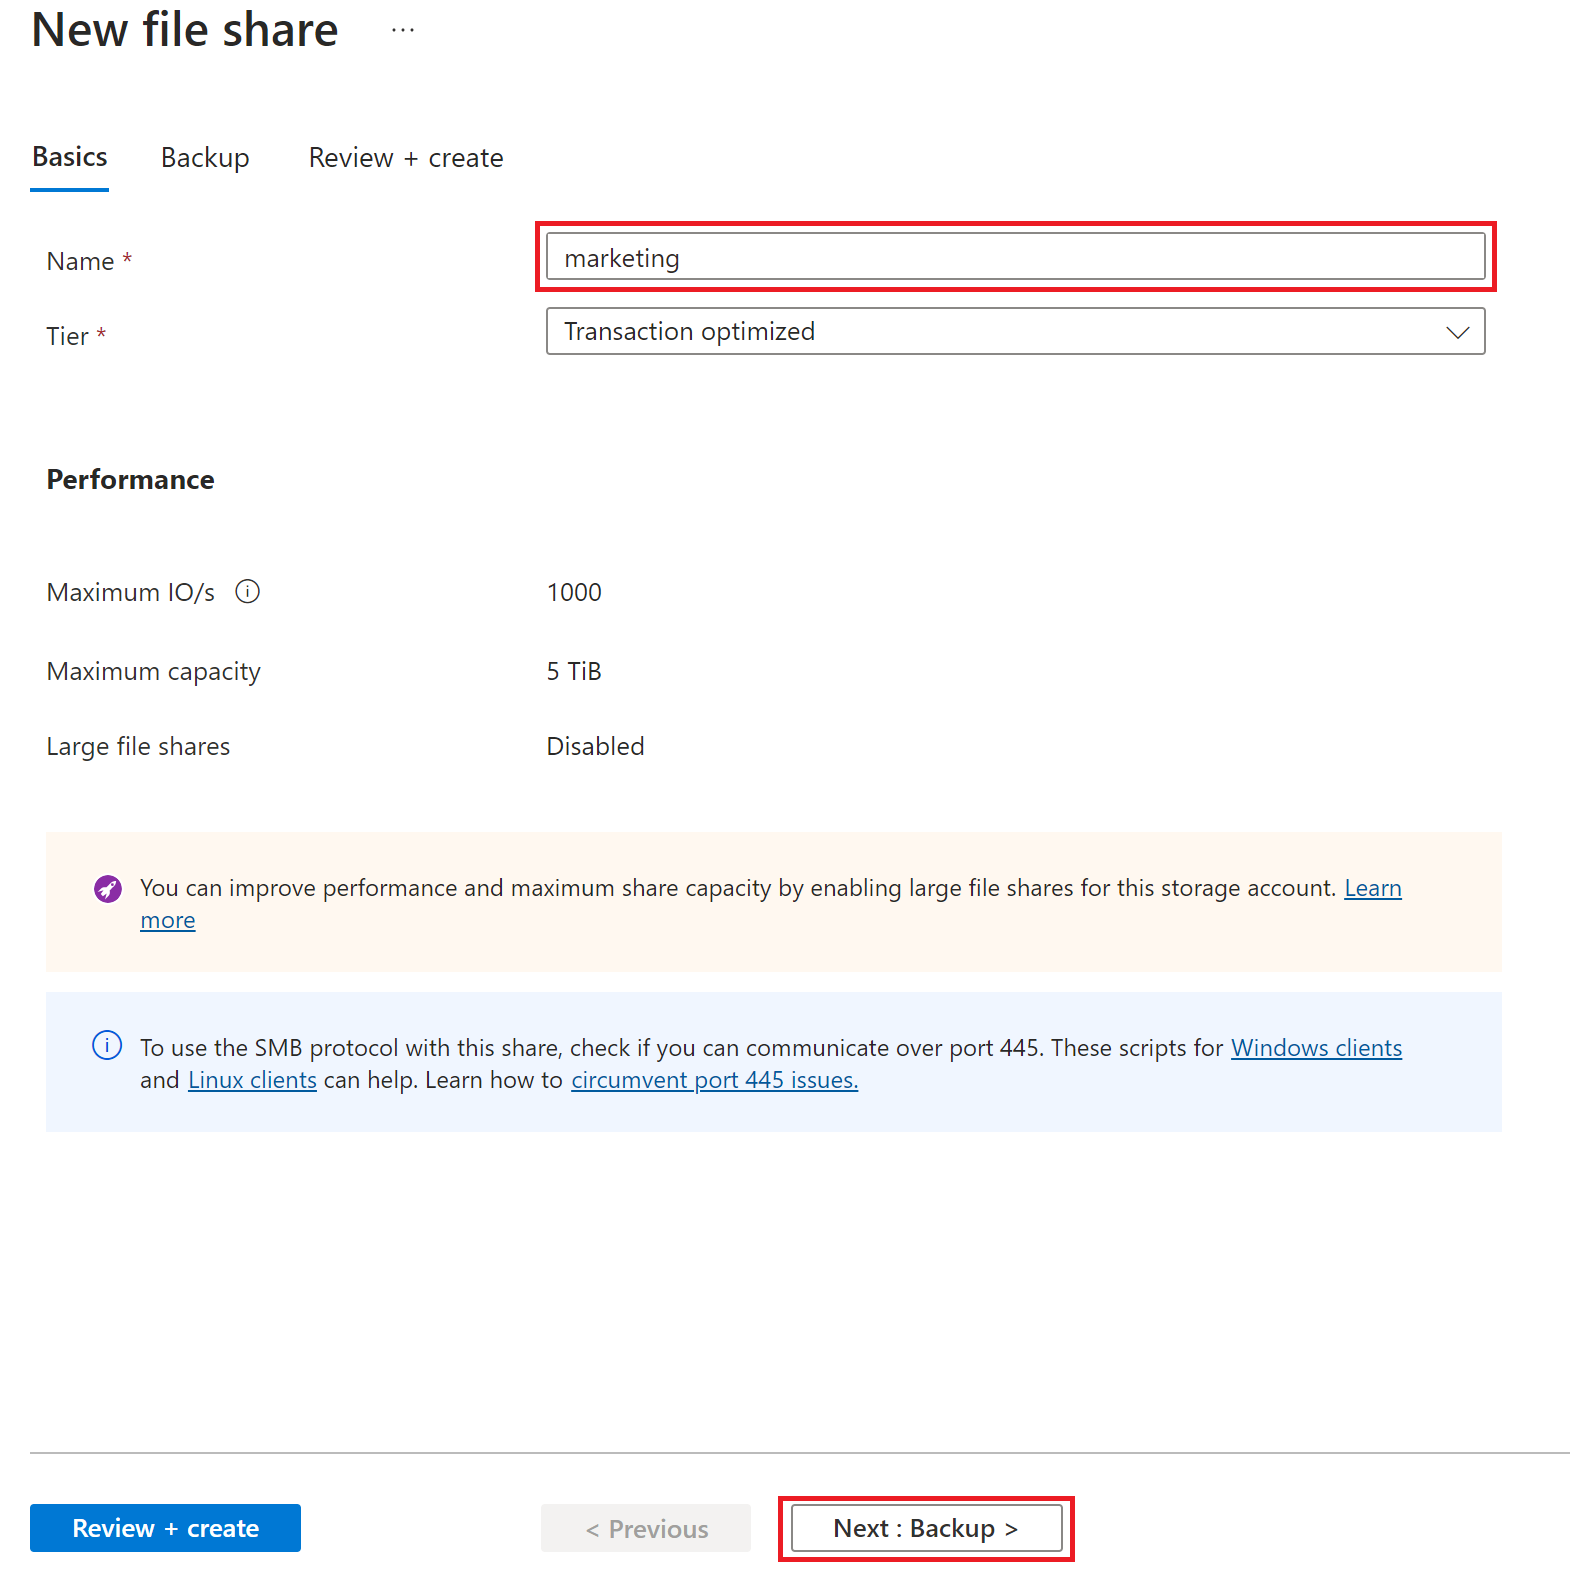 New file share ...
Basics Backup Review + create
Name * marketing
Tier * Transaction optimized
Performance
Maximum IO/s 1000
Maximum capacity 5 TiB
Large file shares Disabled
You can improve performance and maximum share capacity by enabling large file shares for this storage account. Learn
more
To use the SMB protocol with this share, check if you can communicate over port 445. These scripts for Windows clients
and Linux clients can help. Learn how to circumvent port 445 issues.
Review + create < Previous Next : Backup >